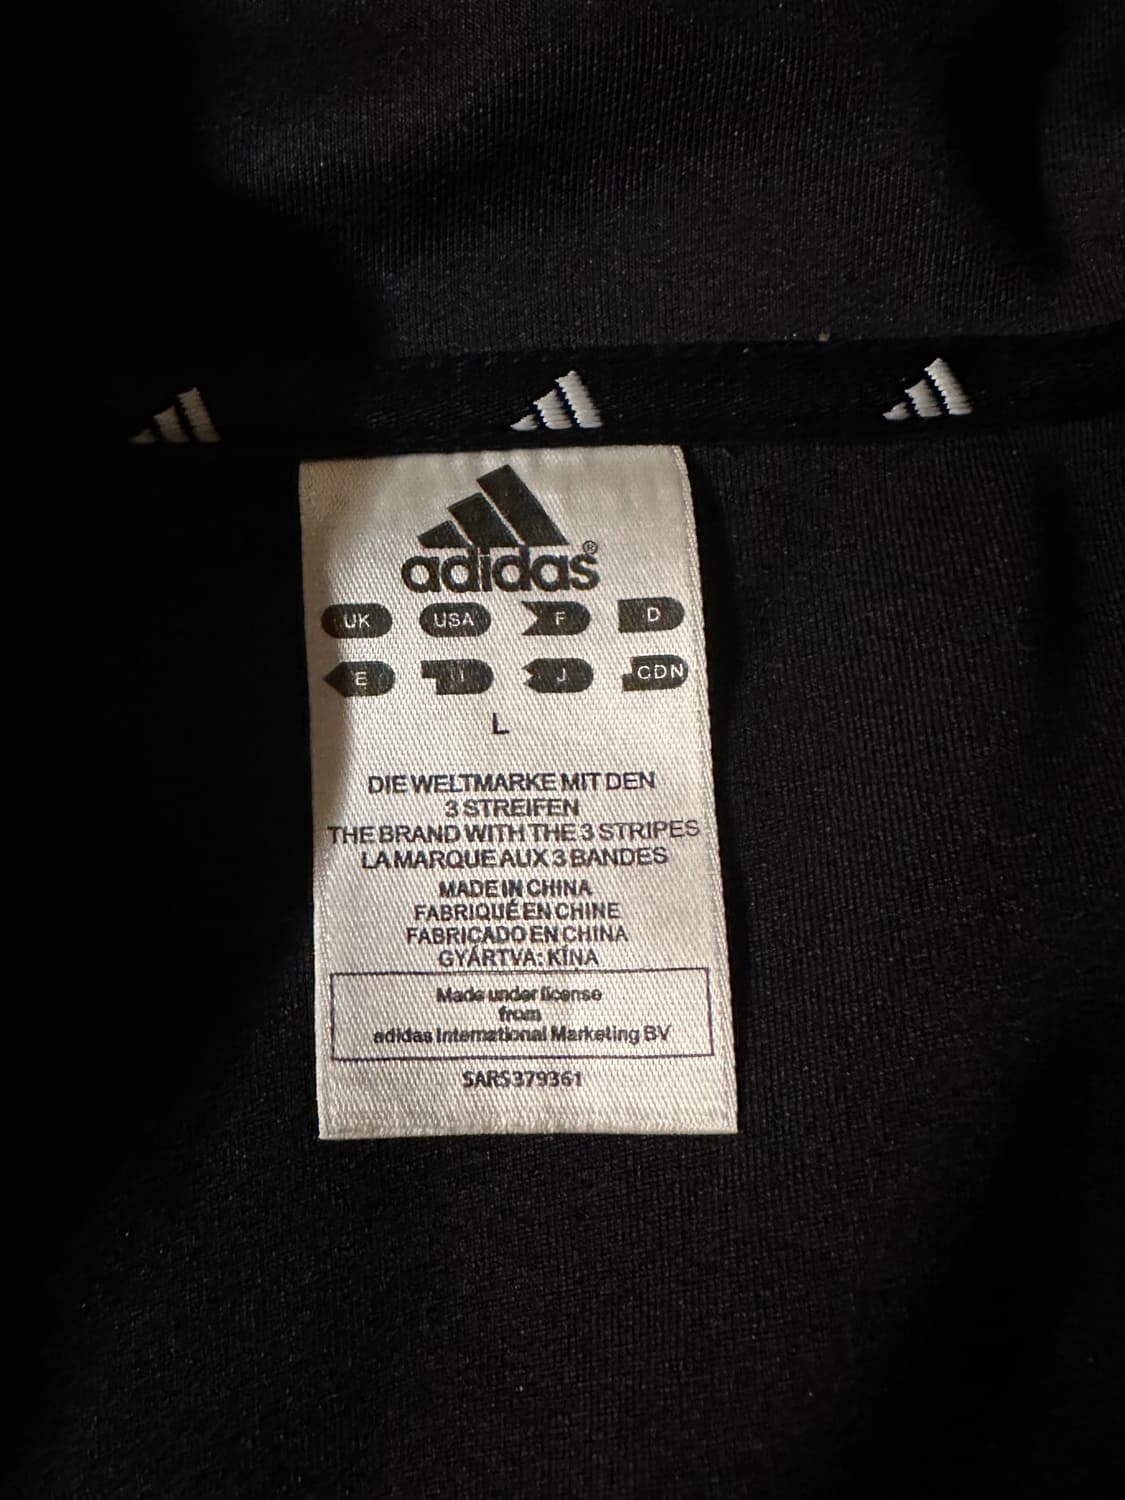 adidas®
UK USA F D
E I J CDN
L
DIE WELTMARKE MIT DEN
3 STREIFEN
THE BRAND WITH THE 3 STRIPES
LA MARQUE AUX 3 BANDES
MADE IN CHINA
FABRIQUÉ EN CHINE
FABRICADO EN CHINA
GYÁRTVA: KÍNA
Made under license
from
adidas International Marketing BV
SARS379361